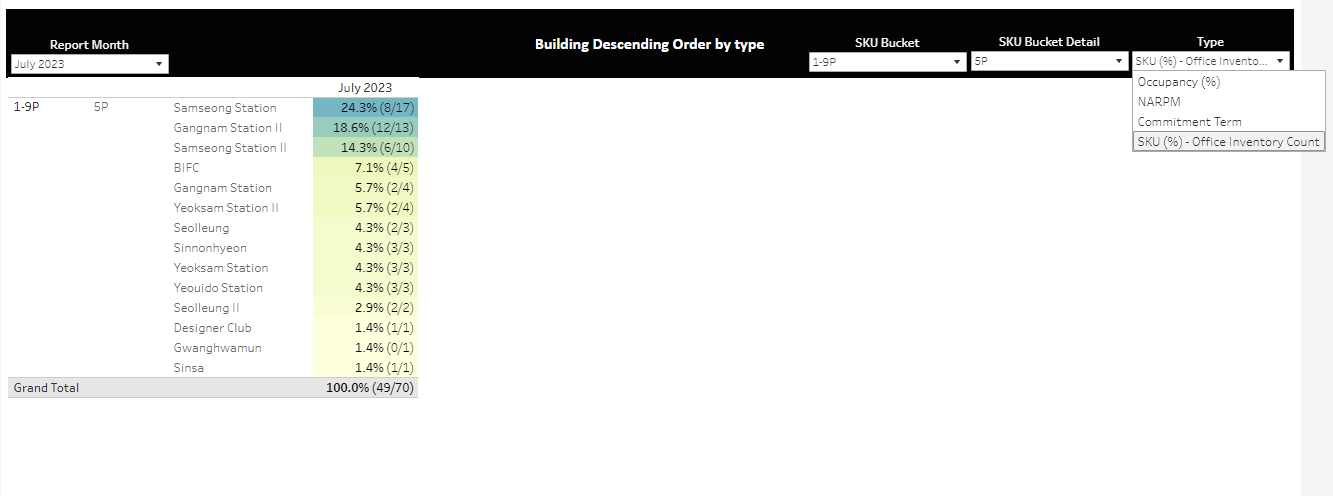 Report Month
Building Descending Order by type
SKU Bucket
SKU Bucket Detail
Type
July 2023
1-9P
5P
SKU (%) - Office Invento...
Occupancy (%)
NARPM
Commitment Term
SKU (%) - Office Inventory Count
July 2023
1-9P 5P Samseong Station 24.3% (8/17)
Gangnam Station II 18.6% (12/13)
Samseong Station II 14.3% (6/10)
BIFC 7.1% (4/5)
Gangnam Station 5.7% (2/4)
Yeoksam Station II 5.7% (2/4)
Seolleung 4.3% (2/3)
Sinnonhyeon 4.3% (3/3)
Yeoksam Station 4.3% (3/3)
Yeouido Station 4.3% (3/3)
Seolleung II 2.9% (2/2)
Designer Club 1.4% (1/1)
Gwanghwamun 1.4% (0/1)
Sinsa 1.4% (1/1)
Grand Total 100.0% (49/70)